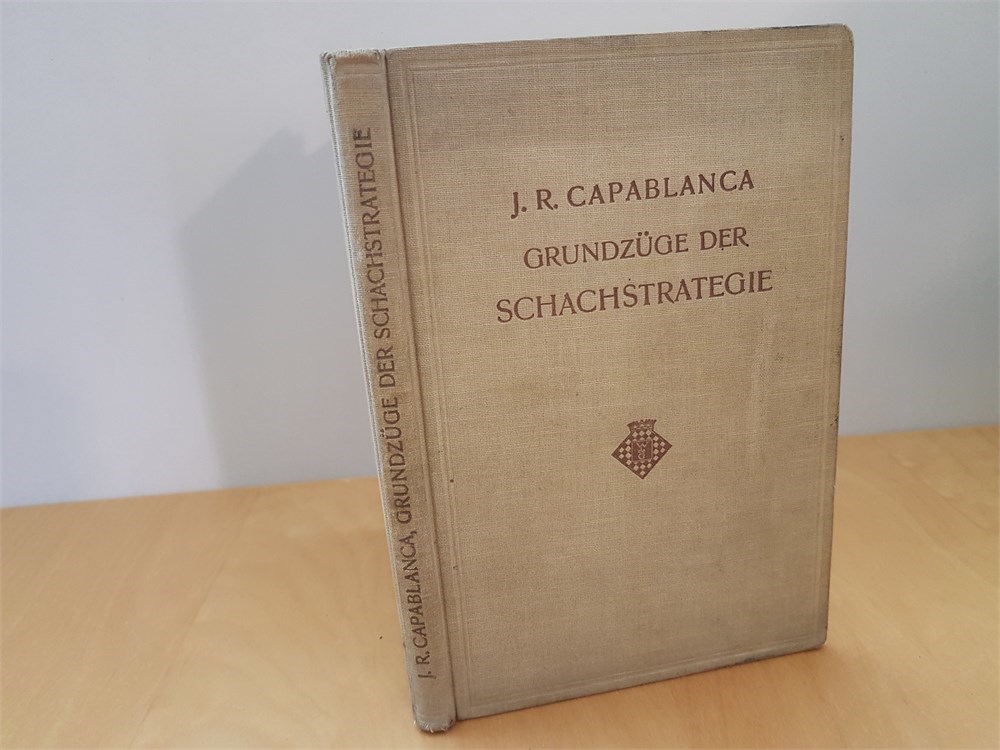 J. R. CAPABLANCA, GRUNDZÜGE DER SCHACHSTRATEGIE
J. R. CAPABLANCA
GRUNDZÜGE DER
SCHACHSTRATEGIE